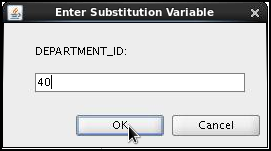 Enter Substitution Variable
DEPARTMENT_ID:
40
OK
Cancel